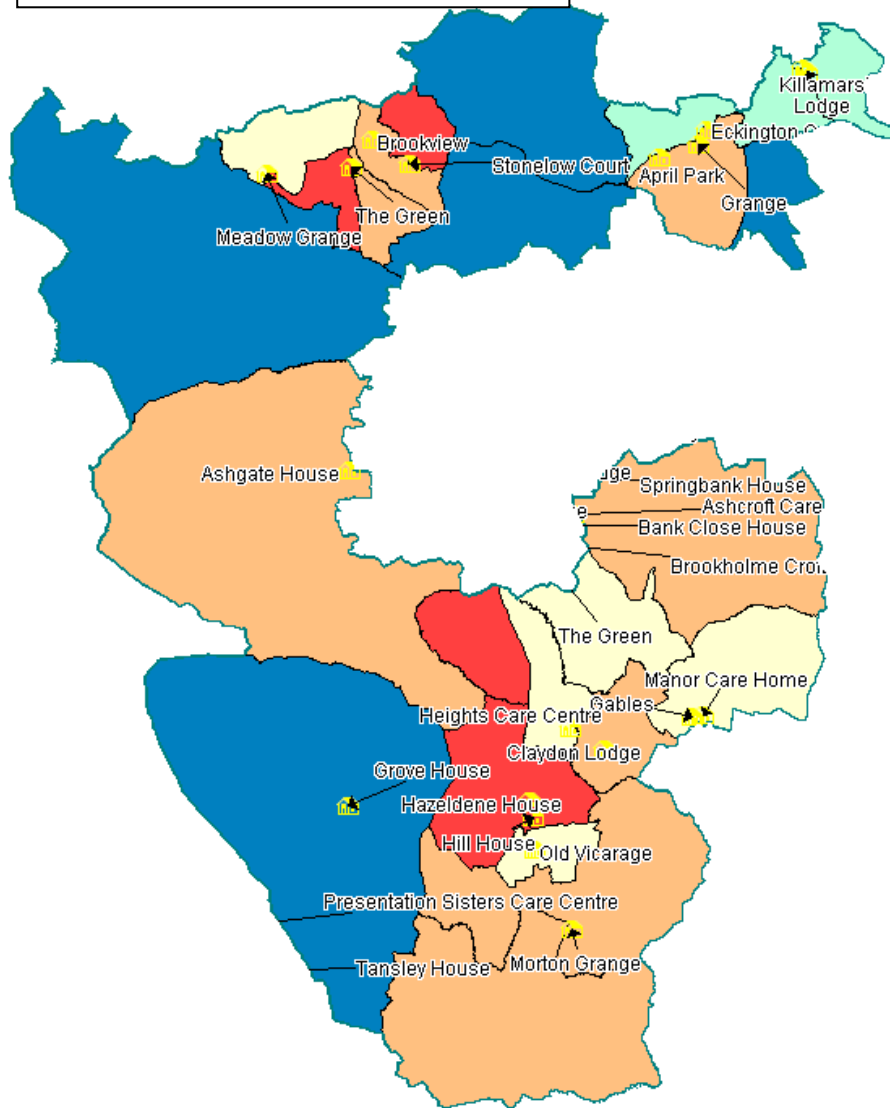 Killamars
Lodge
Eckington
Brookview
Stonelow Court
April Park
The Green
Grange
Meadow Grange
Ashgate House
Springbank House
Ashcroft Care
Bank Close House
Brookholme
The Green
Manor Care Home
Gables
Heights Care Centre
Claydon Lodge
Grove House
Hazeldene House
Hill House
Old Vicarage
Presentation Sisters Care Centre
Tansley House
Morton Grange